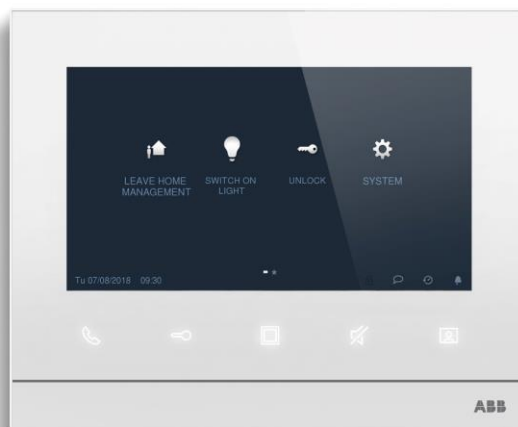 LEAVE HOME
MANAGEMENT
SWITCH ON
LIGHT
UNLOCK
SYSTEM
Tu 07/08/2018 09:30
ABB